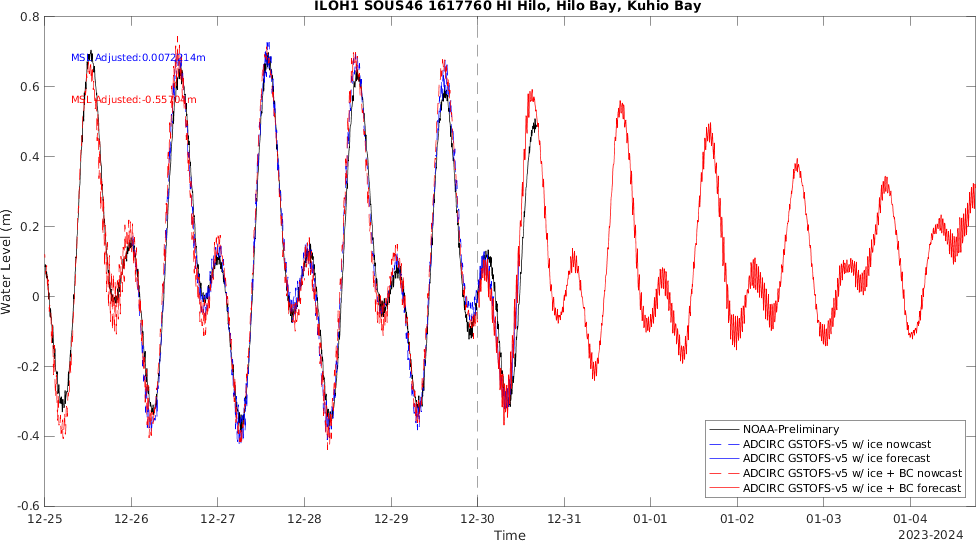 ILOH1 SOUS46 1617760 HI Hilo, Hilo Bay, Kuhio Bay
0.8
MSL Adjusted:0.0072214m
0.6
MSL Adjusted:
0.4
0.2
Water Level (m)
0
-0.2
-0.4
-0.6
NOAA-Preliminary
ADCIRC GSTOFS-v5 w/ ice nowcast
ADCIRC GSTOFS-v5 w/ ice forecast
ADCIRC GSTOFS-v5 w/ ice + BC nowcast
ADCIRC GSTOFS-v5 w/ ice + BC forecast
12-25 12-26 12-27 12-28 12-29 12-30 12-31 01-01 01-02 01-03 01-04
Time
2023-2024